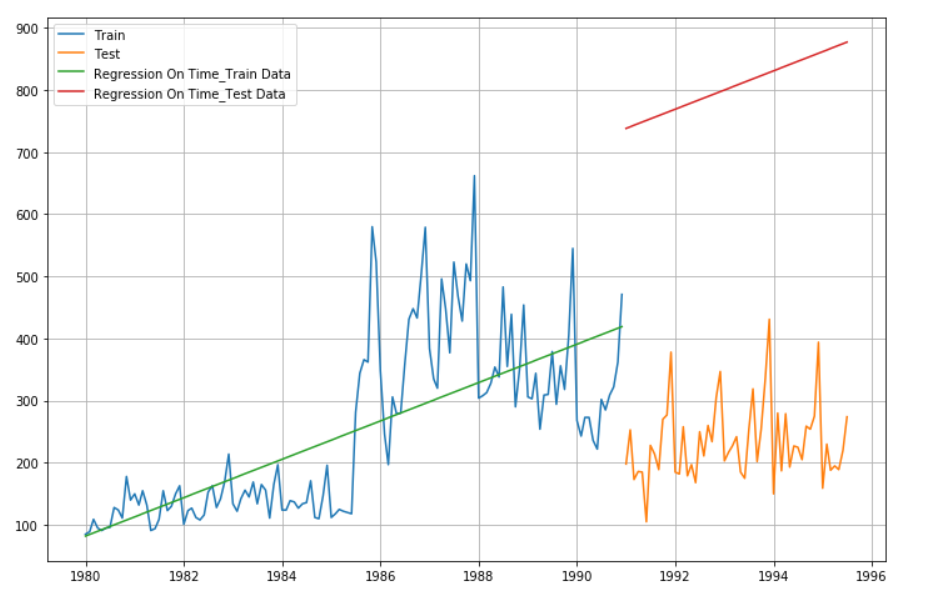 900
800
700
600
500
400
300
200
100
Train
Test
Regression On Time_Train Data
Regression On Time_Test Data
1980 1982 1984 1986 1988 1990 1992 1994 1996